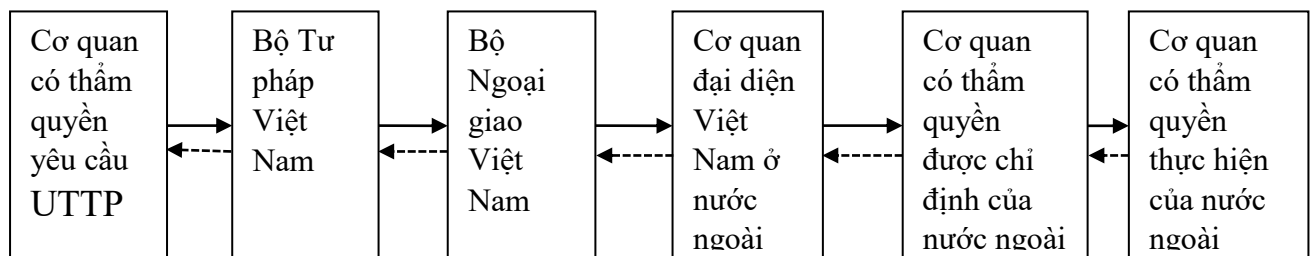 Cơ quan
có thẩm
quyền
yêu cầu
UTTP
Bộ Tư
pháp
Việt
Nam
Bộ
Ngoại
giao
Việt
Nam
Cơ quan
đại diện
Việt
Nam ở
nước
ngoài
Cơ quan
có thẩm
quyền
được chỉ
định của
nước ngoài
Cơ quan
có thẩm
quyền
thực hiện
của nước
ngoài